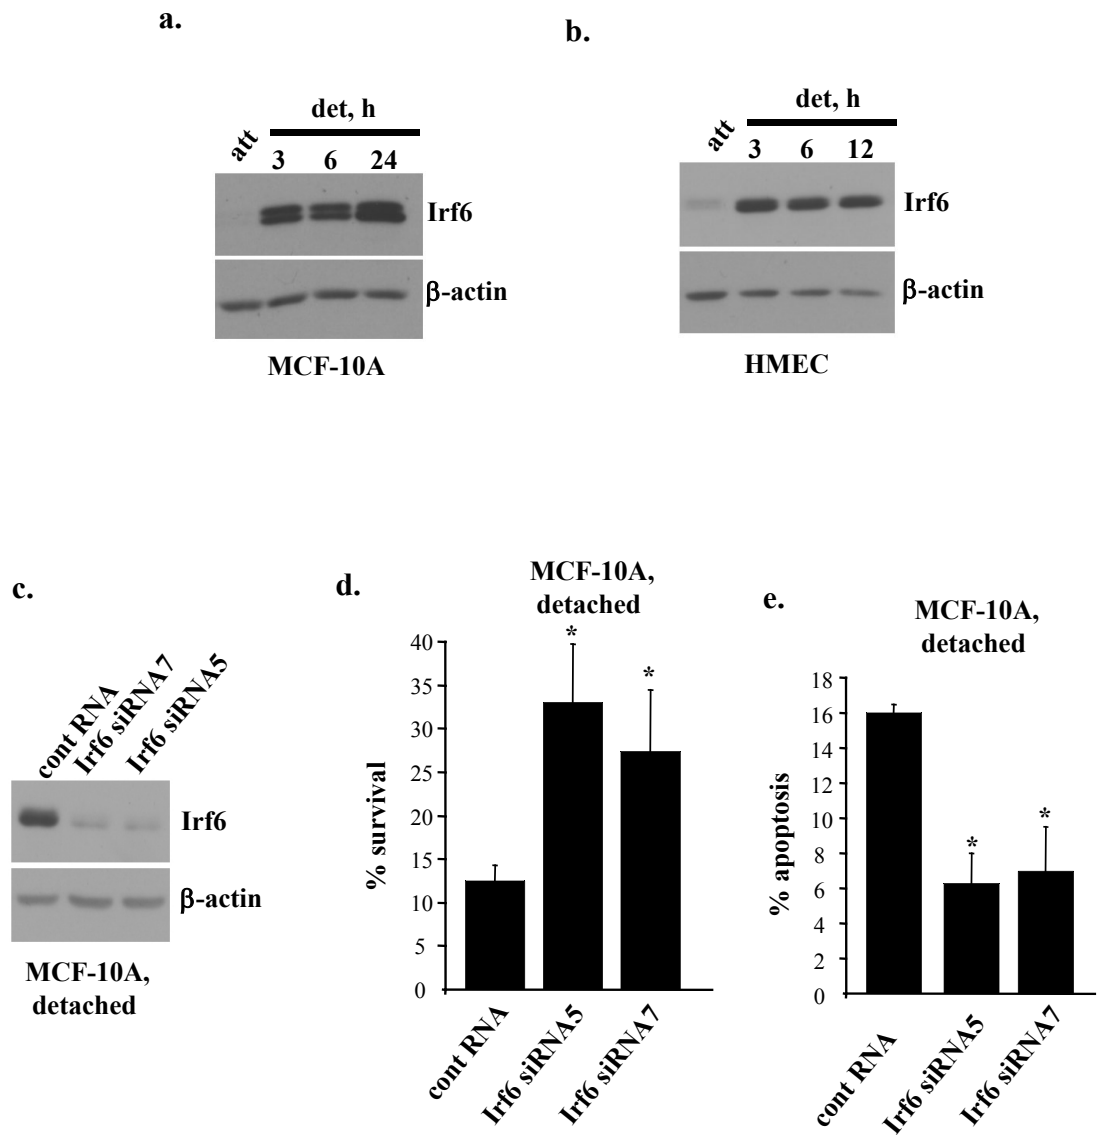 a.
det, h
att
3 6 24
Irf6
β-actin
MCF-10A
b.
det, h
att
3 6 12
Irf6
β-actin
HMEC
c.
cont RNA
Irf6 siRNA7
Irf6 siRNA5
Irf6
β-actin
MCF-10A,
detached
d.
MCF-10A,
detached
* *
% survival
40
35
30
25
20
15
10
5
0
cont RNA
Irf6 siRNA5
Irf6 siRNA7
e.
MCF-10A,
detached
* *
% apoptosis
18
16
14
12
10
8
6
4
2
0
cont RNA
Irf6 siRNA5
Irf6 siRNA7